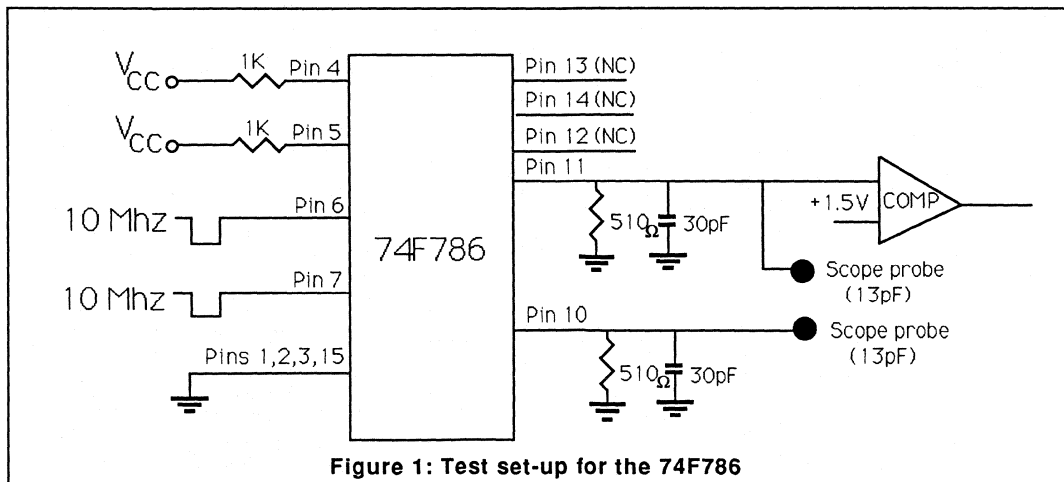 VCC 1K Pin 4
VCC 1K Pin 5
10 Mhz Pin 6
10 Mhz Pin 7
Pins 1,2,3,15
74F786
Pin 13 (NC)
Pin 14 (NC)
Pin 12 (NC)
Pin 11
510Ω 30pF
+1.5V COMP
Scope probe
(13pF)
Pin 10
510Ω 30pF
Scope probe
(13pF)
Figure 1: Test set-up for the 74F786